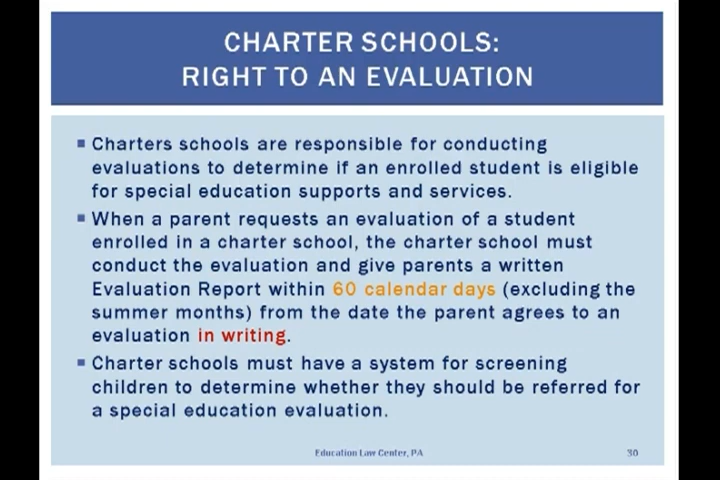 CHARTER SCHOOLS:
RIGHT TO AN EVALUATION
Charters schools are responsible for conducting
evaluations to determine if an enrolled student is eligible
for special education supports and services.
When a parent requests an evaluation of a student
enrolled in a charter school, the charter school must
conduct the evaluation and give parents a written
Evaluation Report within 60 calendar days (excluding the
summer months) from the date the parent agrees to an
evaluation in writing.
Charter schools must have a system for screening
children to determine whether they should be referred for
a special education evaluation.
Education Law Center, PA
30